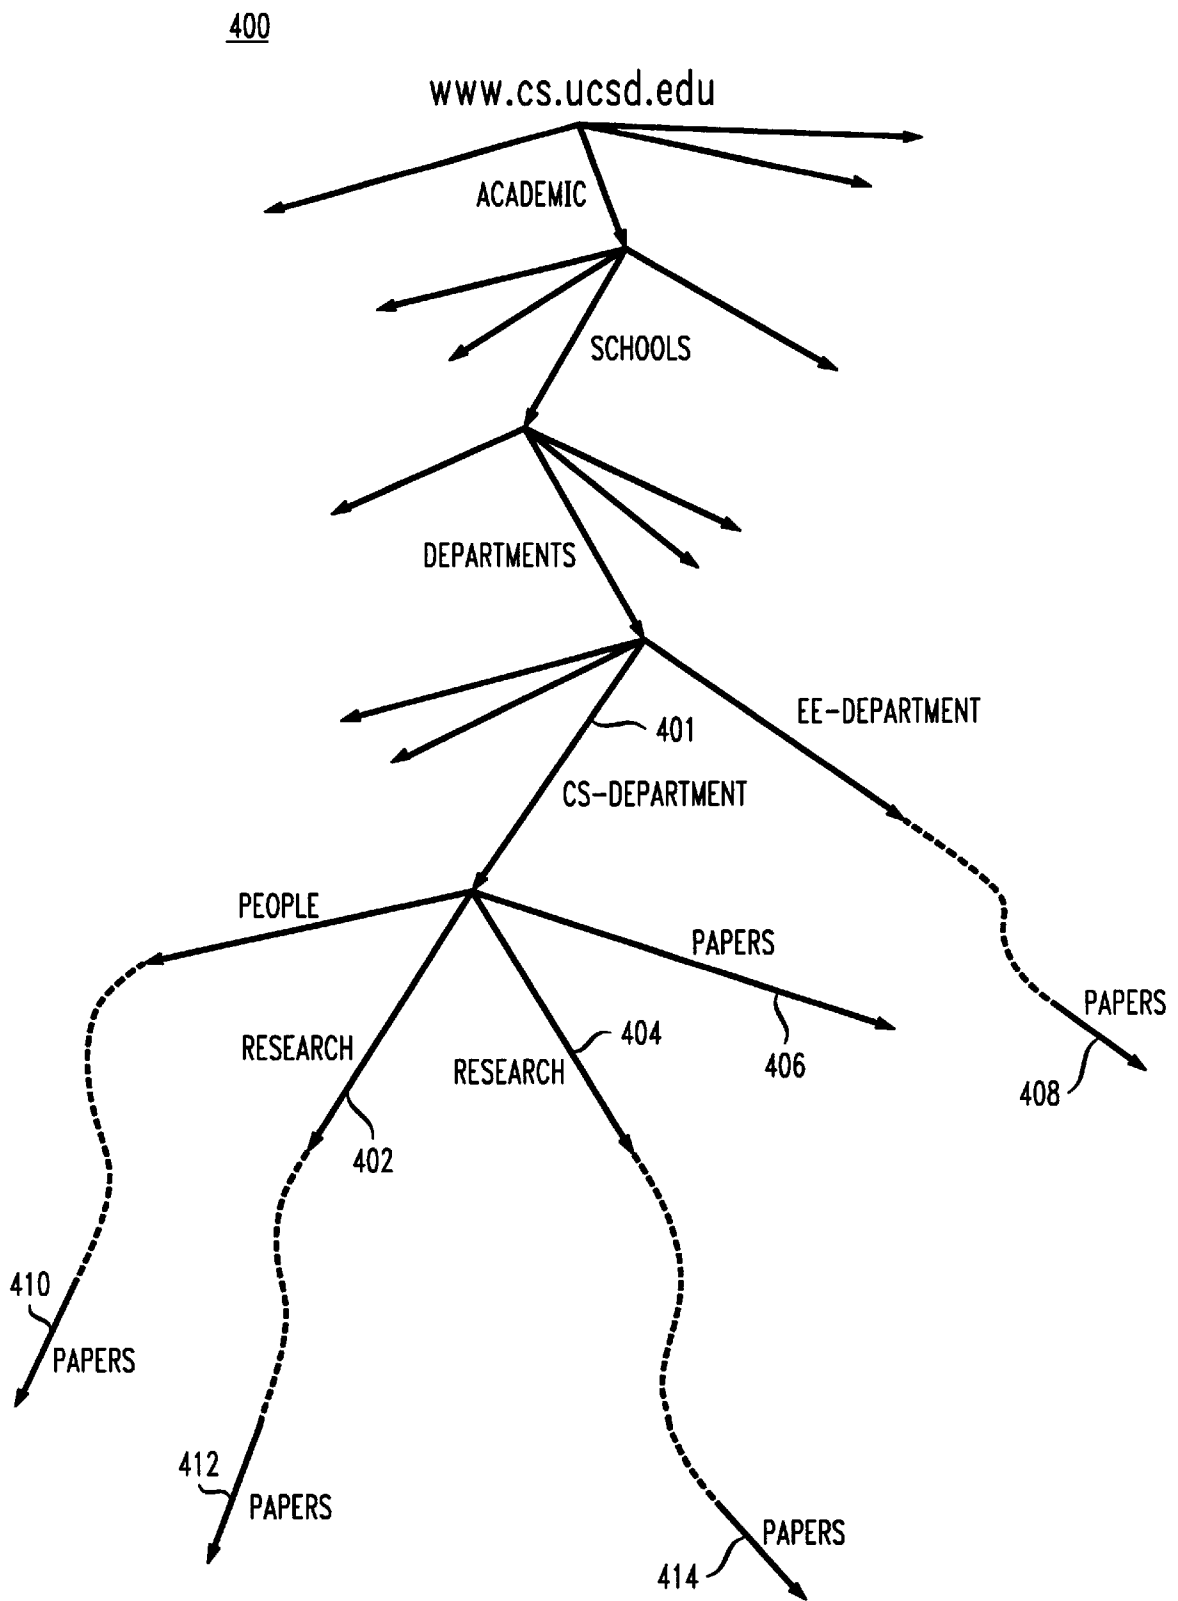 400
www.cs.ucsd.edu
ACADEMIC
SCHOOLS
DEPARTMENTS
EE-DEPARTMENT
401
CS-DEPARTMENT
PEOPLE
PAPERS
PAPERS
404
RESEARCH
406
RESEARCH
408
402
410
PAPERS
412
PAPERS
PAPERS
414